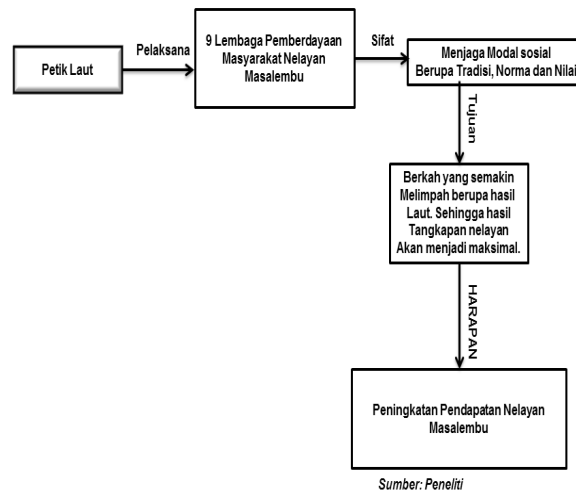 Petik Laut
Pelaksana
9 Lembaga Pemberdayaan
Masyarakat Nelayan
Masalembu
Sifat
Menjaga Modal sosial
Berupa Tradisi, Norma dan Nilai
Tujuan
Berkah yang semakin
Melimpah berupa hasil
Laut. Sehingga hasil
Tangkapan nelayan
Akan menjadi maksimal.
HARAPAN
Peningkatan Pendapatan Nelayan
Masalembu
Sumber: Peneliti